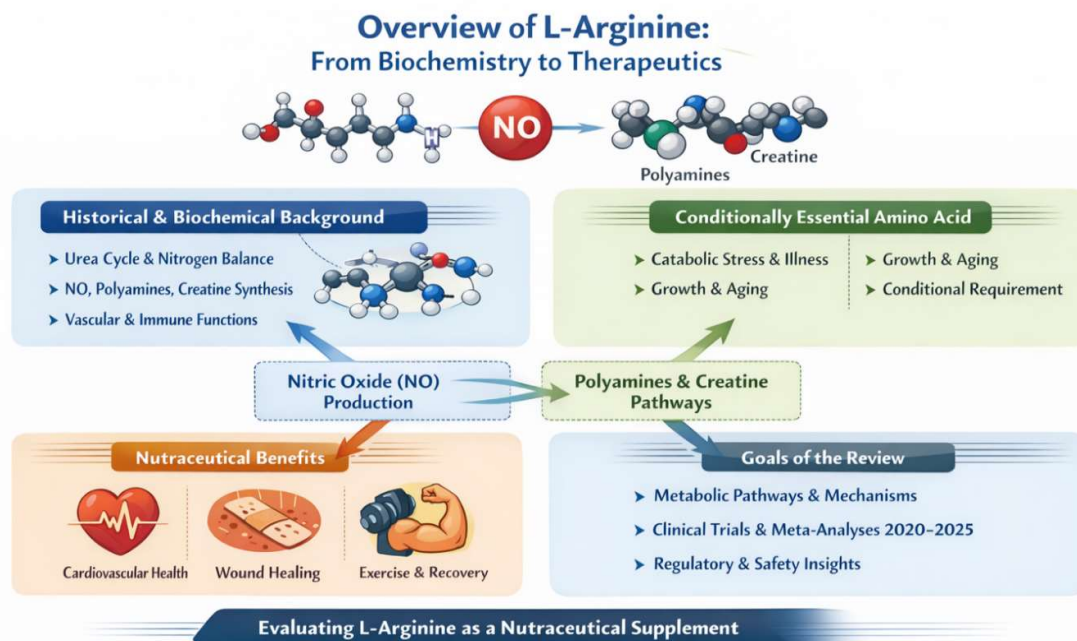 Overview of L-Arginine:
From Biochemistry to Therapeutics
H
NO
Polyamines
Creatine
Historical & Biochemical Background
➤ Urea Cycle & Nitrogen Balance
➤ NO, Polyamines, Creatine Synthesis
➤ Vascular & Immune Functions
Conditionally Essential Amino Acid
➤ Catabolic Stress & Illness
➤ Growth & Aging
➤ Growth & Aging
➤ Conditional Requirement
Nitric Oxide (NO)
Production
Polyamines & Creatine
Pathways
Nutraceutical Benefits
Cardiovascular Health
Wound Healing
Exercise & Recovery
Goals of the Review
➤ Metabolic Pathways & Mechanisms
➤ Clinical Trials & Meta-Analyses 2020–2025
➤ Regulatory & Safety Insights
Evaluating L-Arginine as a Nutraceutical Supplement